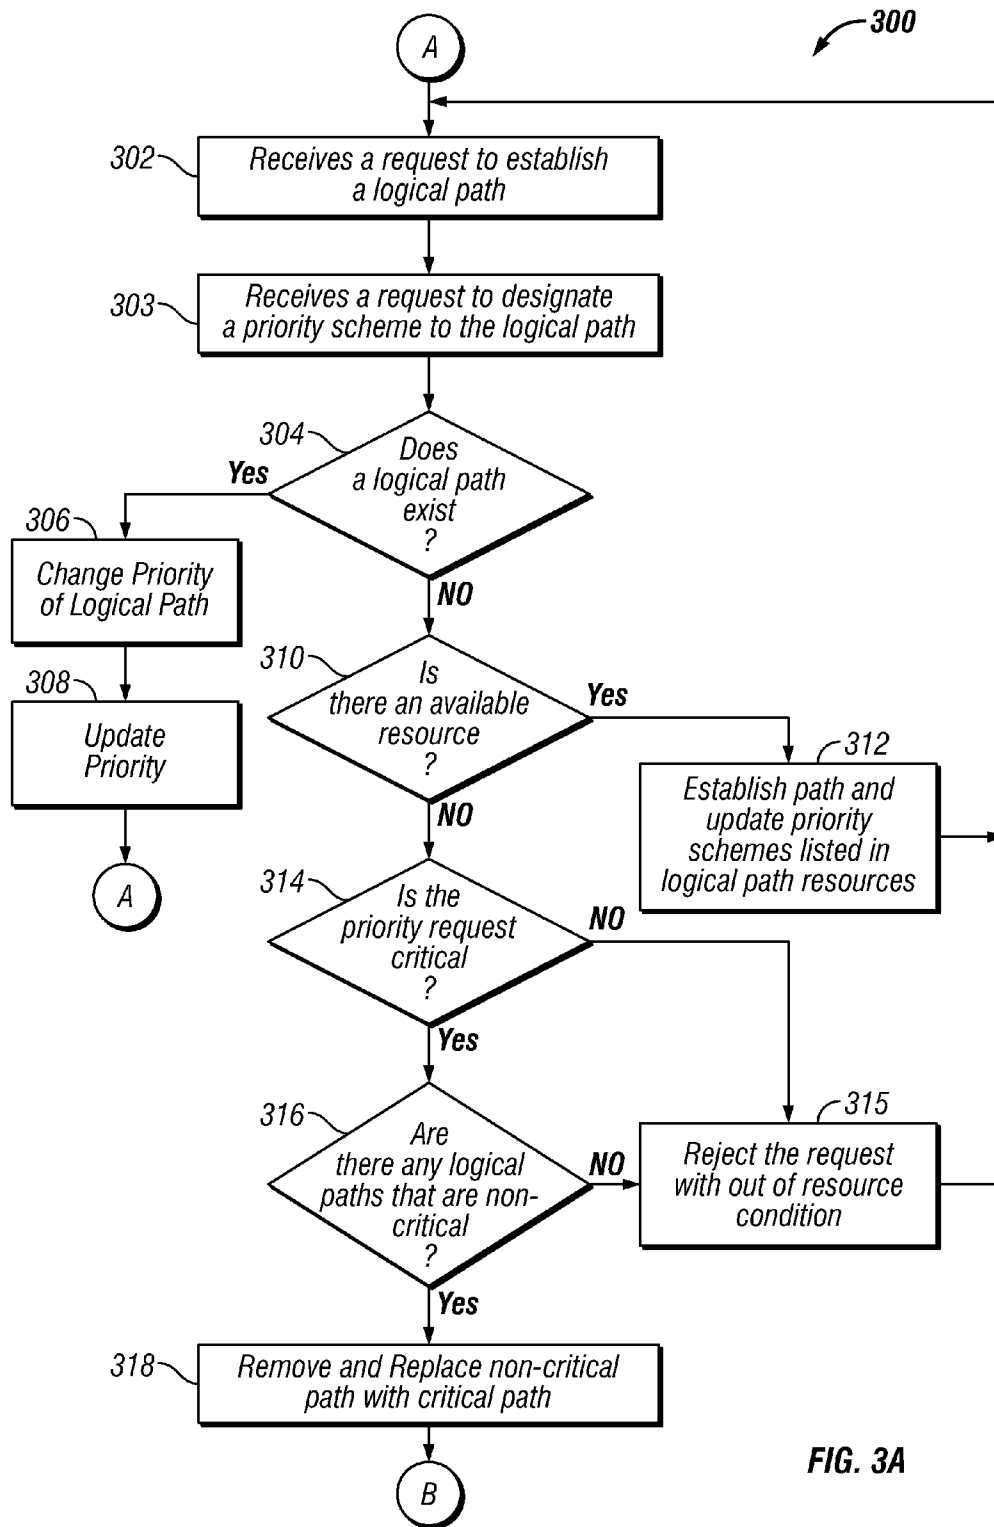 A
300
302
Receives a request to establish
a logical path
303
Receives a request to designate
a priority scheme to the logical path
304
Does
a logical path
exist
?
Yes
NO
306
Change Priority
of Logical Path
308
Update
Priority
A
310
Is
there an available
resource
?
Yes
NO
312
Establish path and
update priority
schemes listed in
logical path resources
314
Is the
priority request
critical
?
NO
Yes
316
Are
there any logical
paths that are non-
critical
?
NO
Yes
315
Reject the request
with out of resource
condition
318
Remove and Replace non-critical
path with critical path
B
FIG. 3A